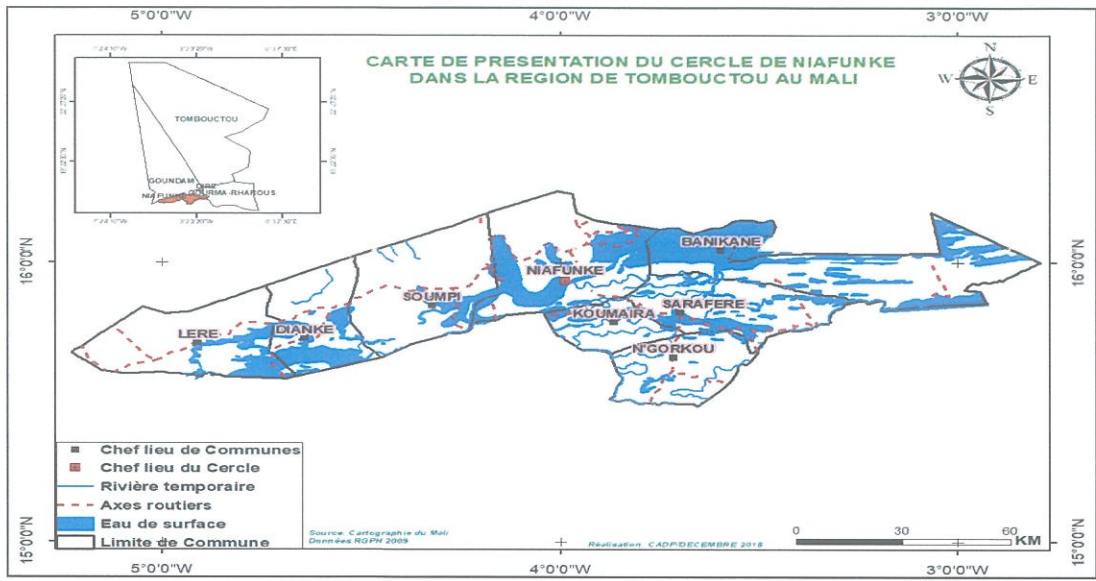 5°0'0"W 4°0'0"W 3°0'0"W
CARTE DE PRESENTATION DU CERCLE DE NIAFUNKE
DANS LA REGION DE TOMBOUCTOU AU MALI
N
W E
S
TOMBOUCTOU
GOUNDAM
DIRE
NIAFUNKE
GOURMA-RHAROUS
16°0'0"N
16°0'0"N
BANIKANE
NIAFUNKE
SOUMPI
SARAFERE
KOUMAIRA
LERE
DIANKE
N'GORKOU
Chef lieu de Communes
Chef lieu du Cercle
Rivière temporaire
Axes routiers
Eau de surface
Limite de Commune
Source: Cartographie du Mali
Données RGPH 2009
Réalisation: CADP/DECEMBRE 2018
0 30 60
KM
15°0'0"N
15°0'0"N
5°0'0"W 4°0'0"W 3°0'0"W